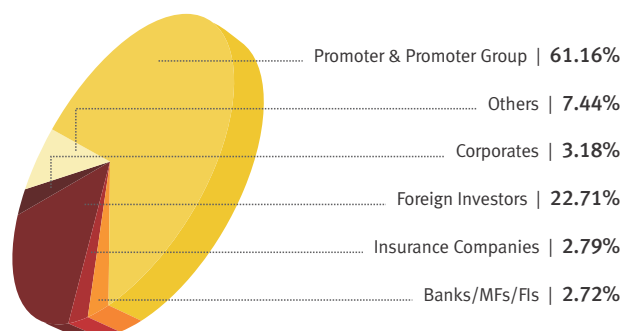 Promoter & Promoter Group | 61.16%
Others | 7.44%
Corporates | 3.18%
Foreign Investors | 22.71%
Insurance Companies | 2.79%
Banks/MFs/FIs | 2.72%